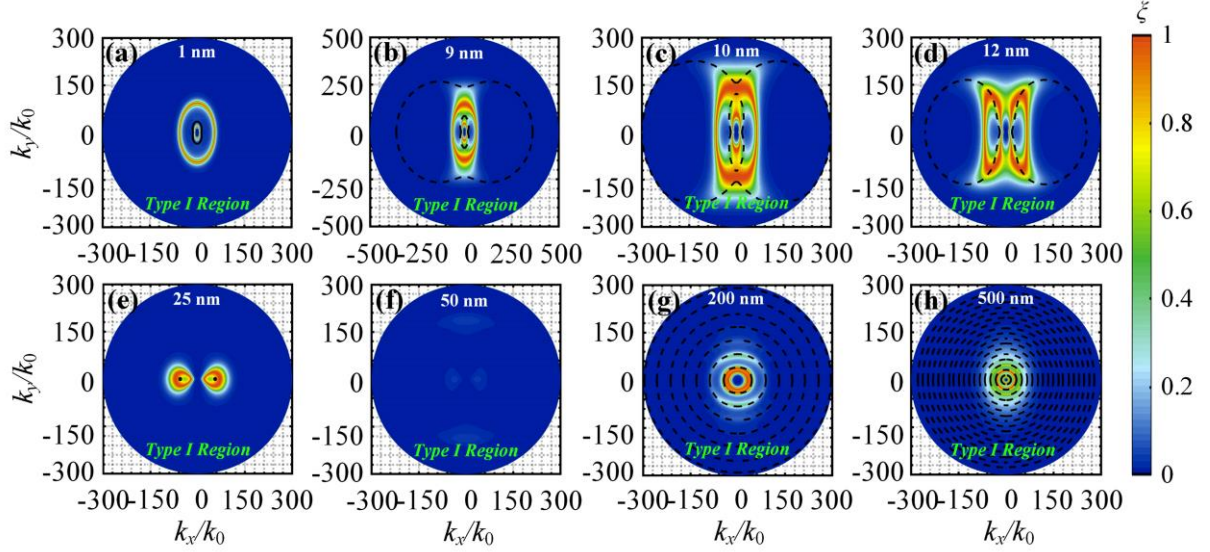 ξ
(a) 1 nm
(b) 9 nm
(c) 10 nm
(d) 12 nm
300 150 0 -150 -300
500 250 0 -250 -500
300 150 0 -150 -300
300 150 0 -150 -300
k_y/k_0
Type I Region
Type I Region
Type I Region
Type I Region
-300 -150 0 150 300
-500 -250 0 250 500
-300 -150 0 150 300
-300 -150 0 150 300
(e) 25 nm
(f) 50 nm
(g) 200 nm
(h) 500 nm
300 150 0 -150 -300
300 150 0 -150 -300
300 150 0 -150 -300
300 150 0 -150 -300
k_y/k_0
Type I Region
Type I Region
Type I Region
Type I Region
-300 -150 0 150 300
-300 -150 0 150 300
-300 -150 0 150 300
-300 -150 0 150 300
k_x/k_0
k_x/k_0
k_x/k_0
k_x/k_0
1
0.8
0.6
0.4
0.2
0